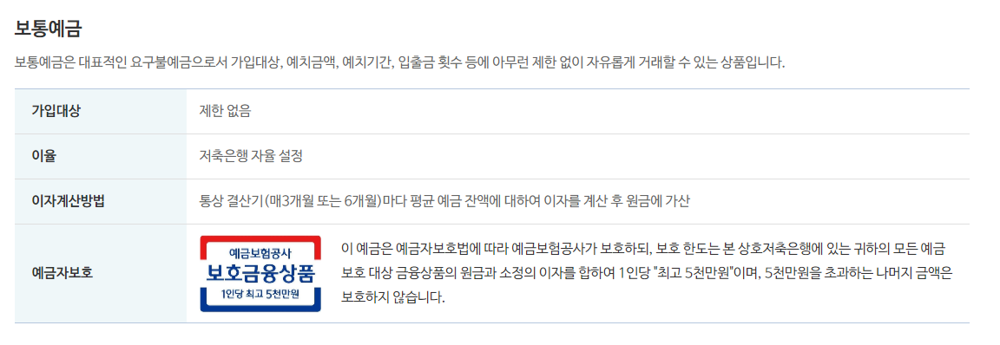 보통예금
보통예금은 대표적인 요구불예금으로서 가입대상, 예치금액, 예치기간, 입출금 횟수 등에 아무런 제한 없이 자유롭게 거래할 수 있는 상품입니다.
가입대상
제한 없음
이율
저축은행 자율 설정
이자계산방법
통상 결산기(매3개월 또는 6개월)마다 평균 예금 잔액에 대하여 이자를 계산 후 원금에 가산
예금자보호
예금보험공사
보호금융상품
1인당 최고 5천만원
이 예금은 예금자보호법에 따라 예금보험공사가 보호하되, 보호 한도는 본 상호저축은행에 있는 귀하의 모든 예금
보호 대상 금융상품의 원금과 소정의 이자를 합하여 1인당 "최고 5천만원"이며, 5천만원을 초과하는 나머지 금액은
보호하지 않습니다.